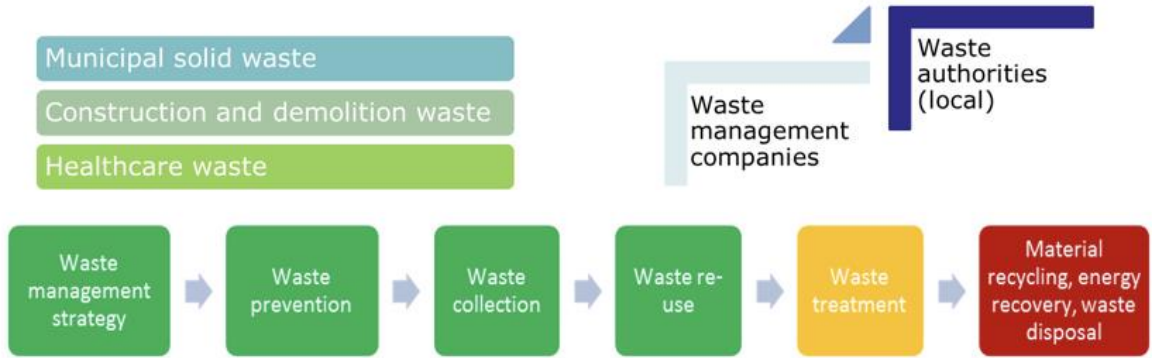 Municipal solid waste
Construction and demolition waste
Healthcare waste
Waste
management
companies
Waste
authorities
(local)
Waste
management
strategy
Waste
prevention
Waste
collection
Waste re-
use
Waste
treatment
Material
recycling, energy
recovery, waste
disposal